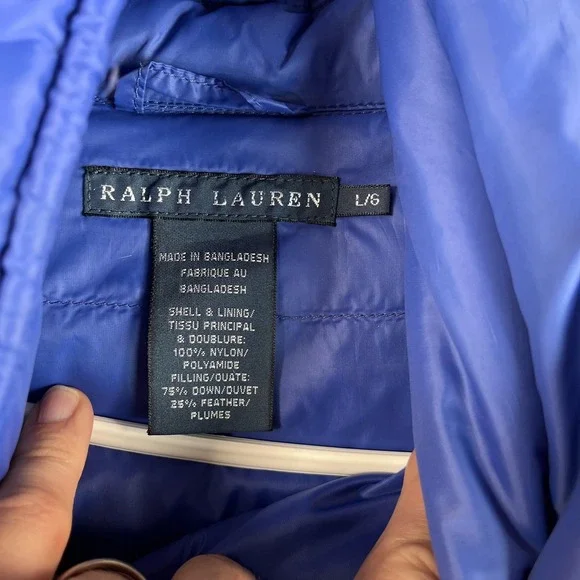 RALPH LAUREN
L/G
MADE IN BANGLADESH
FABRIQUE AU
BANGLADESH
SHELL & LINING/
TISSU PRINCIPAL
& DOUBLURE:
100% NYLON/
POLYAMIDE
FILLING/OUATE:
75% DOWN/DUVET
25% FEATHER/
PLUMES